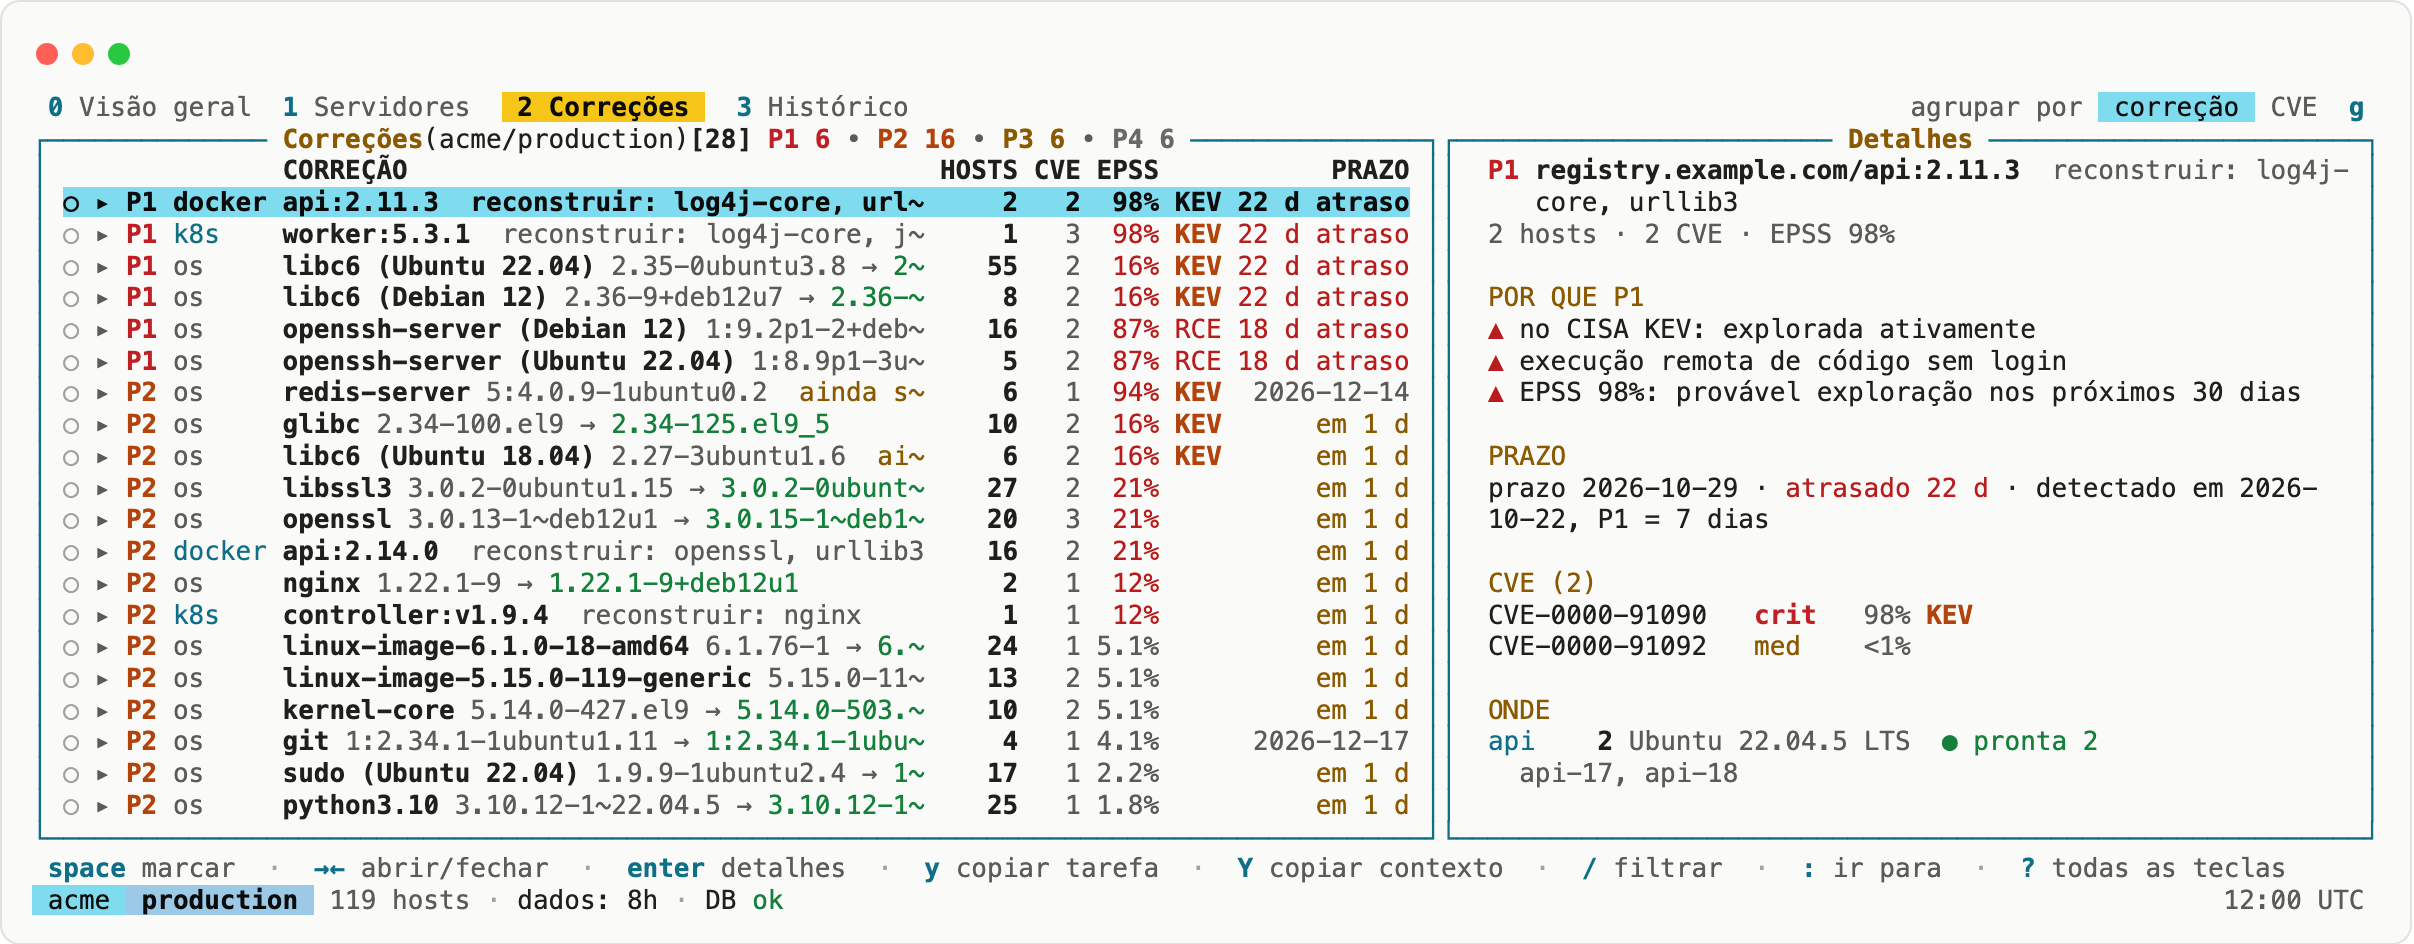 0 Visão geral  1 Servidores  2 Correções  3 Histórico  agrupar por  correção  CVE  g
Correções(acme/production)[28] P1 6 • P2 16 • P3 6 • P4 6
CORREÇÃO  HOSTS CVE EPSS  PRAZO
○ ▸ P1 docker api:2.11.3  reconstruir: log4j-core, url~  2  2  98% KEV 22 d atraso
○ ▸ P1 k8s  worker:5.3.1  reconstruir: log4j-core, j~  1  3  98% KEV 22 d atraso
○ ▸ P1 os  libc6 (Ubuntu 22.04) 2.35-0ubuntu3.8 → 2~  55  2  16% KEV 22 d atraso
○ ▸ P1 os  libc6 (Debian 12) 2.36-9+deb12u7 → 2.36-~  8  2  16% KEV 22 d atraso
○ ▸ P1 os  openssh-server (Debian 12) 1:9.2p1-2+deb~  16  2  87% RCE 18 d atraso
○ ▸ P1 os  openssh-server (Ubuntu 22.04) 1:8.9p1-3u~  5  2  87% RCE 18 d atraso
○ ▸ P2 os  redis-server 5:4.0.9-1ubuntu0.2  ainda s~  6  1  94% KEV  2026-12-14
○ ▸ P2 os  glibc 2.34-100.el9 → 2.34-125.el9_5  10  2  16% KEV  em 1 d
○ ▸ P2 os  libc6 (Ubuntu 18.04) 2.27-3ubuntu1.6  ai~  6  2  16% KEV  em 1 d
○ ▸ P2 os  libssl3 3.0.2-0ubuntu1.15 → 3.0.2-0ubunt~  27  2  21%  em 1 d
○ ▸ P2 os  openssl 3.0.13-1~deb12u1 → 3.0.15-1~deb1~  20  3  21%  em 1 d
○ ▸ P2 docker api:2.14.0  reconstruir: openssl, urllib3  16  2  21%  em 1 d
○ ▸ P2 os  nginx 1.22.1-9 → 1.22.1-9+deb12u1  2  1  12%  em 1 d
○ ▸ P2 k8s  controller:v1.9.4  reconstruir: nginx  1  1  12%  em 1 d
○ ▸ P2 os  linux-image-6.1.0-18-amd64 6.1.76-1 → 6.~  24  1 5.1%  em 1 d
○ ▸ P2 os  linux-image-5.15.0-119-generic 5.15.0-11~  13  2 5.1%  em 1 d
○ ▸ P2 os  kernel-core 5.14.0-427.el9 → 5.14.0-503.~  10  2 5.1%  em 1 d
○ ▸ P2 os  git 1:2.34.1-1ubuntu1.11 → 1:2.34.1-1ubu~  4  1 4.1%  2026-12-17
○ ▸ P2 os  sudo (Ubuntu 22.04) 1.9.9-1ubuntu2.4 → 1~  17  1 2.2%  em 1 d
○ ▸ P2 os  python3.10 3.10.12-1~22.04.5 → 3.10.12-1~  25  1 1.8%  em 1 d
Detalhes
P1 registry.example.com/api:2.11.3  reconstruir: log4j-
core, urllib3
2 hosts · 2 CVE · EPSS 98%
POR QUE P1
▲ no CISA KEV: explorada ativamente
▲ execução remota de código sem login
▲ EPSS 98%: provável exploração nos próximos 30 dias
PRAZO
prazo 2026-10-29 · atrasado 22 d · detectado em 2026-
10-22, P1 = 7 dias
CVE (2)
CVE-0000-91090  crit  98% KEV
CVE-0000-91092  med  <1%
ONDE
api  2 Ubuntu 22.04.5 LTS  ● pronta 2
api-17, api-18
space marcar  ·  →← abrir/fechar  ·  enter detalhes  ·  y copiar tarefa  ·  Y copiar contexto  ·  / filtrar  ·  : ir para  ·  ? todas as teclas
acme  production  119 hosts · dados: 8h · DB ok  12:00 UTC